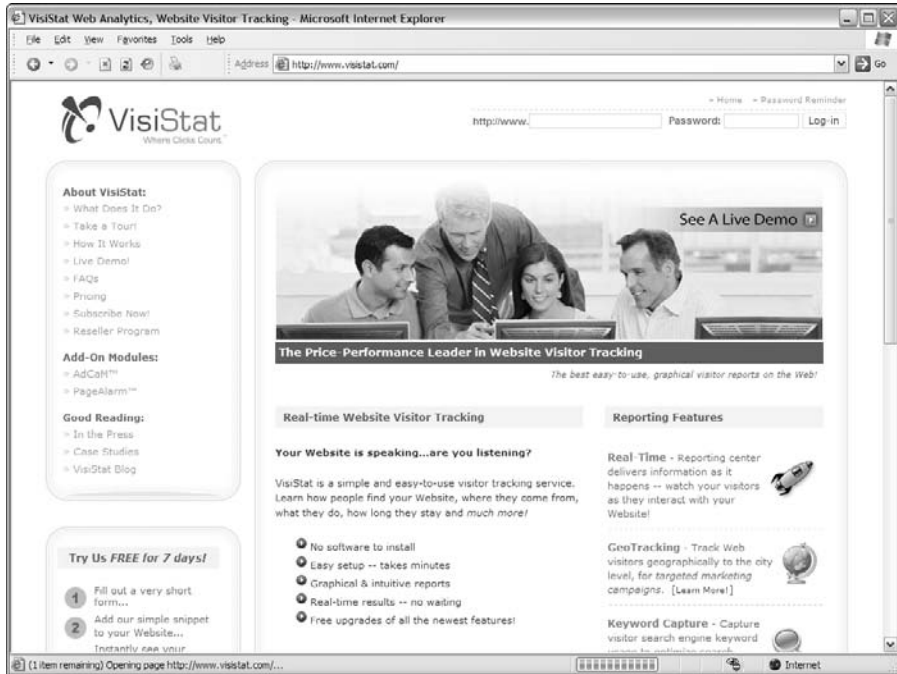 VisiStat Web Analytics, Website Visitor Tracking - Microsoft Internet Explorer
File Edit View Favorites Tools Help
Address http://www.visistat.com/ Go
VisiStat
Where Clicks Count.™
» Home » Password Reminder
http://www. Password: Log-in
About VisiStat:
» What Does It Do?
» Take a Tour!
» How It Works
» Live Demo!
» FAQs
» Pricing
» Subscribe Now!
» Reseller Program
Add-On Modules:
» AdCaM™
» PageAlarm™
Good Reading:
» In the Press
» Case Studies
» VisiStat Blog
Try Us FREE for 7 days!
1 Fill out a very short
form...
2 Add our simple snippet
to your Website...
Instantly see your
See A Live Demo
The Price-Performance Leader in Website Visitor Tracking
The best easy-to-use, graphical visitor reports on the Web!
Real-time Website Visitor Tracking
Your Website is speaking...are you listening?
VisiStat is a simple and easy-to-use visitor tracking service.
Learn how people find your Website, where they come from,
what they do, how long they stay and much more!
No software to install
Easy setup -- takes minutes
Graphical & intuitive reports
Real-time results -- no waiting
Free upgrades of all the newest features!
Reporting Features
Real-Time - Reporting center
delivers information as it
happens -- watch your visitors
as they interact with your
Website!
GeoTracking - Track Web
visitors geographically to the city
level, for targeted marketing
campaigns. [Learn More!]
Keyword Capture - Capture
visitor search engine keyword
usage to optimize search
(1 item remaining) Opening page http://www.visistat.com/... Internet